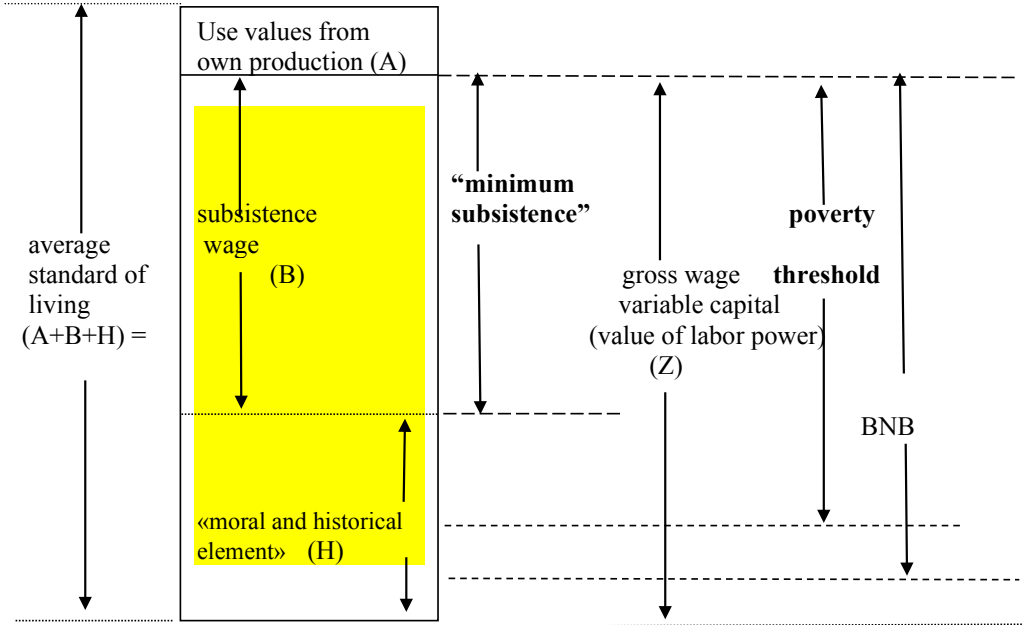 Use values from
own production (A)
“minimum
subsistence”
subsistence
wage
(B)
poverty
threshold
average
standard of
living
(A+B+H) =
gross wage
variable capital
(value of labor power)
(Z)
BNB
«moral and historical
element» (H)